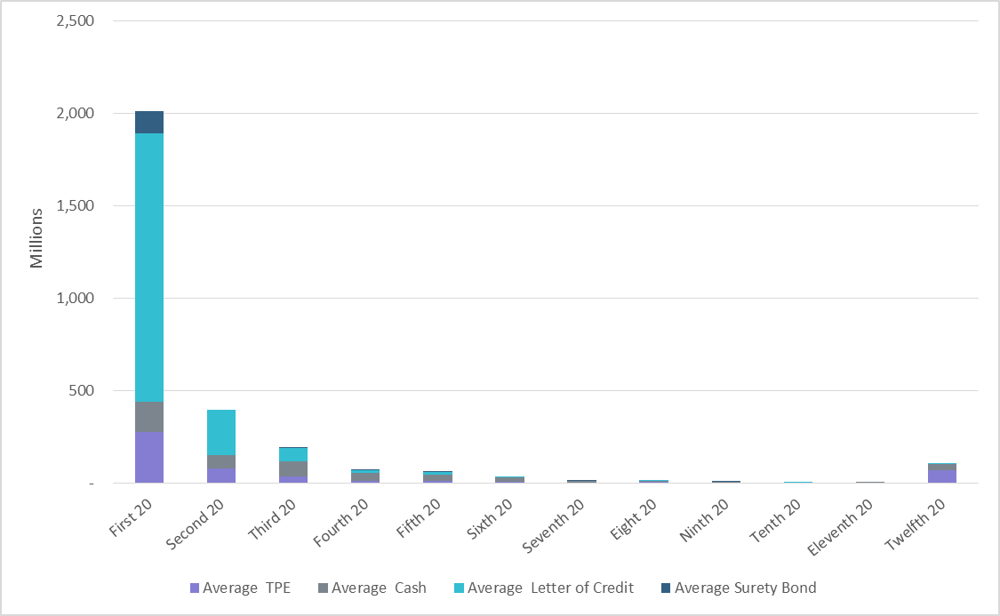 2,500
2,000
1,500
1,000
500
-
Millions
First 20
Second 20
Third 20
Fourth 20
Fifth 20
Sixth 20
Seventh 20
Eight 20
Ninth 20
Tenth 20
Eleventh 20
Twelfth 20
Average TPE
Average Cash
Average Letter of Credit
Average Surety Bond